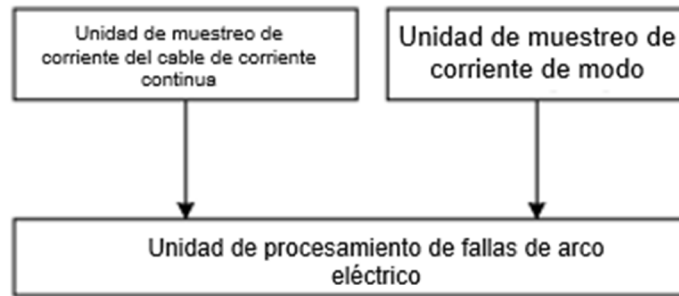 Unidad de muestreo de
corriente del cable de corriente
continua
Unidad de muestreo de
corriente de modo
Unidad de procesamiento de fallas de arco
eléctrico